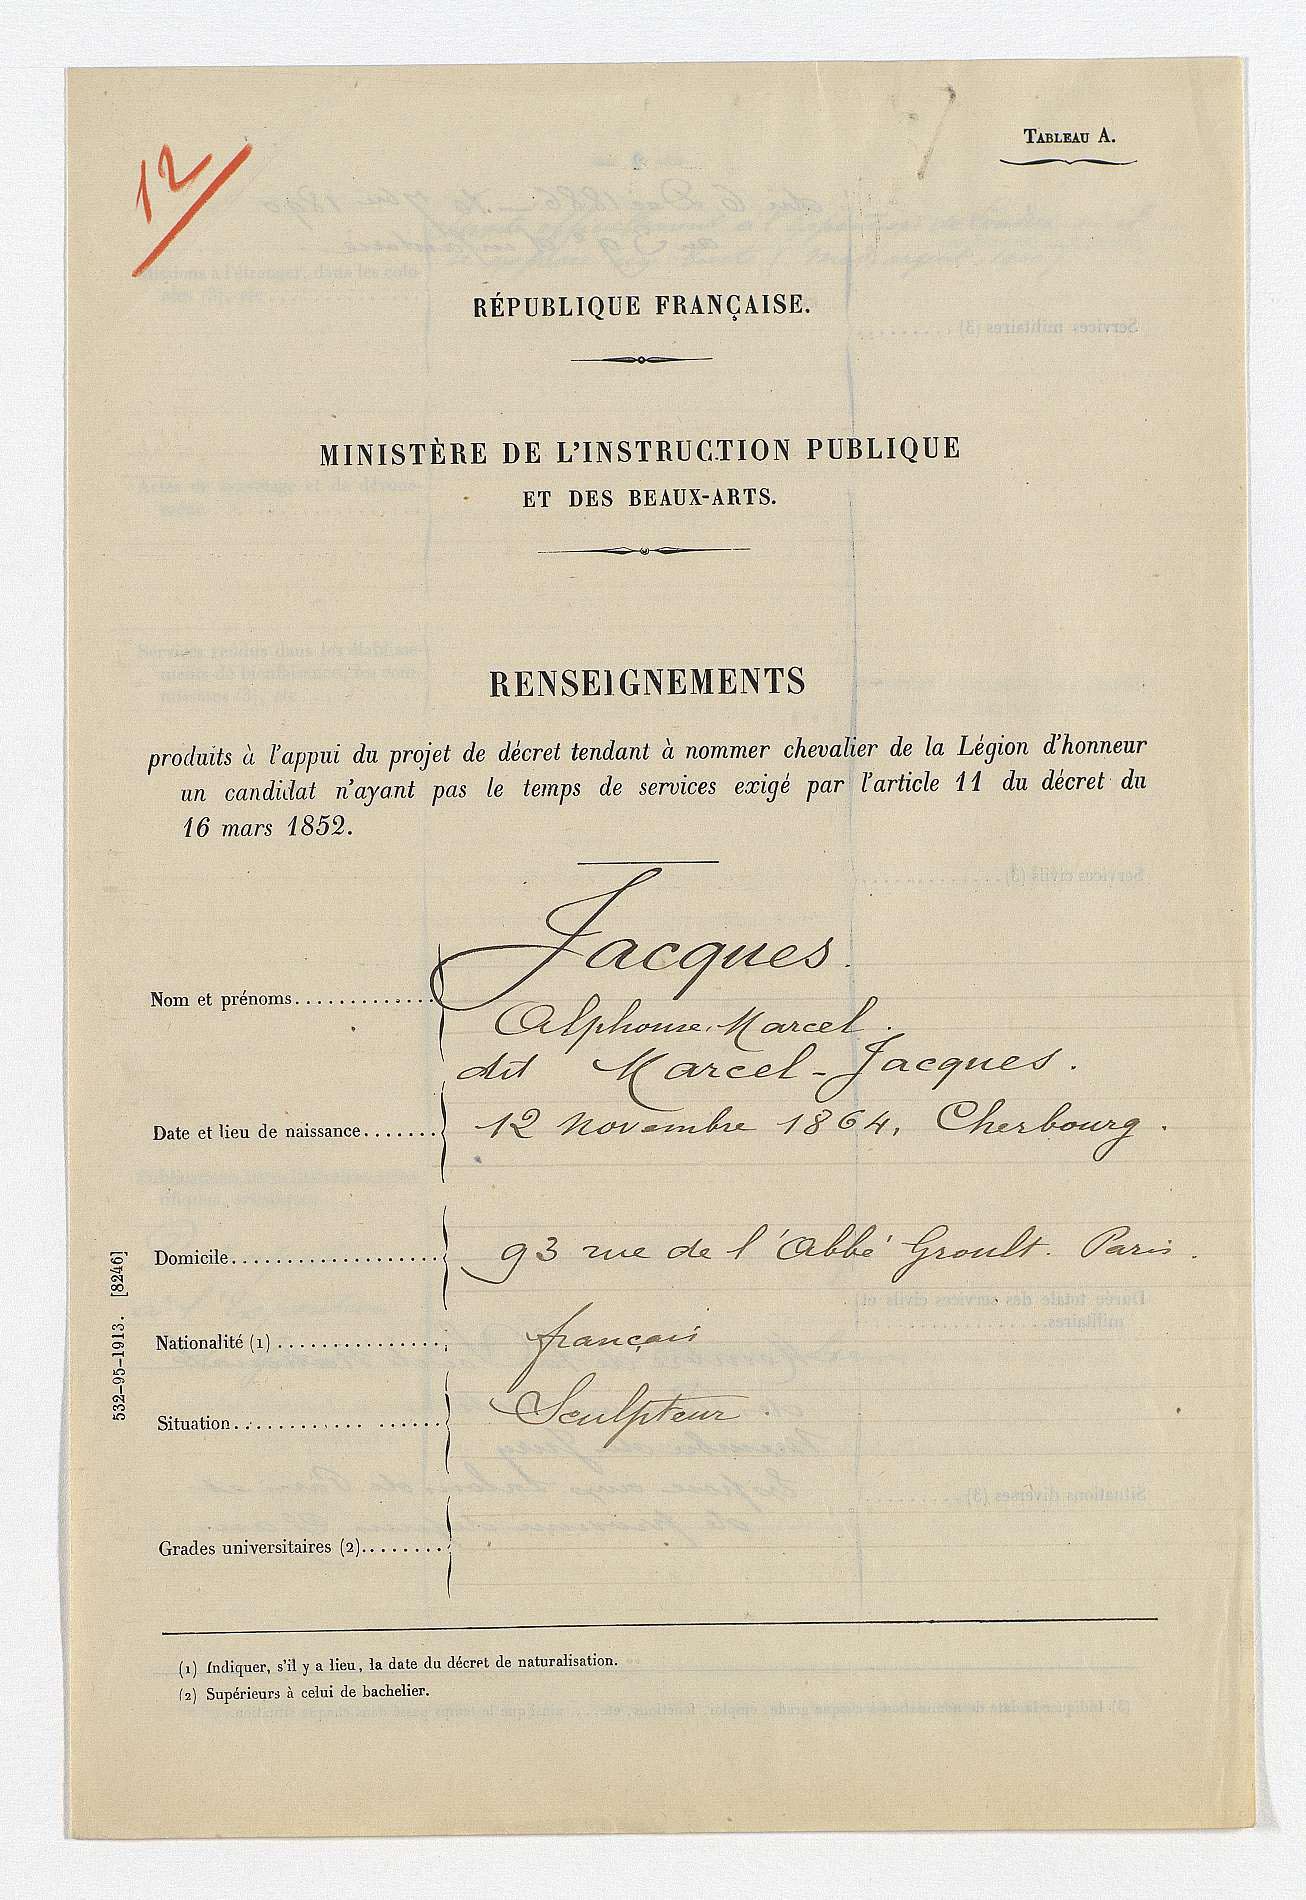 12
TABLEAU A.
RÉPUBLIQUE FRANÇAISE.
MINISTÈRE DE L'INSTRUCTION PUBLIQUE
ET DES BEAUX-ARTS.
RENSEIGNEMENTS
produits à l'appui du projet de décret tendant à nommer chevalier de la Légion d'honneur
un candidat n'ayant pas le temps de services exigé par l'article 11 du décret du
16 mars 1852.
Jacques.
Nom et prénoms.............
Alphonse Marcel.
dit Marcel-Jacques.
Date et lieu de naissance....... 12 novembre 1864, Cherbourg.
Domicile................... 93 rue de l'Abbé Groult. Paris.
Nationalité (1)............... français
Situation................... Sculpteur.
Grades universitaires (2)........
532-95-1913. [8246]
(1) Indiquer, s'il y a lieu, la date du décret de naturalisation.
(2) Supérieurs à celui de bachelier.